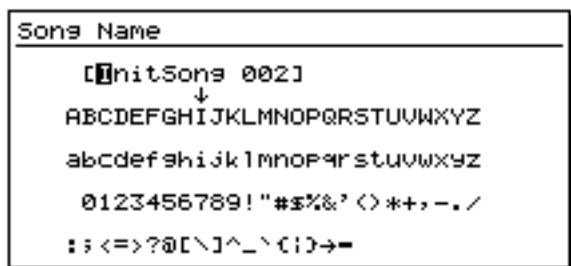 Song Name
[InitSong 002]
↓
ABCDEFGHIJKLMNOPQRSTUVWXYZ
abcdefghijklmnopqrstuvwxyz
0123456789!"#$%&'()*+,-./
:;<=>?@[\]^_`{¦}→=